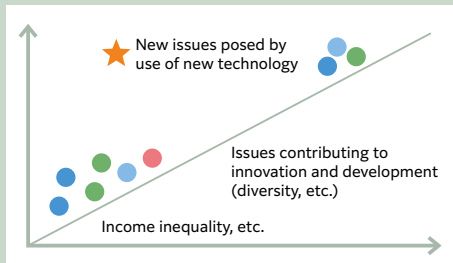 New issues posed by
use of new technology
Issues contributing to
innovation and development
(diversity, etc.)
Income inequality, etc.